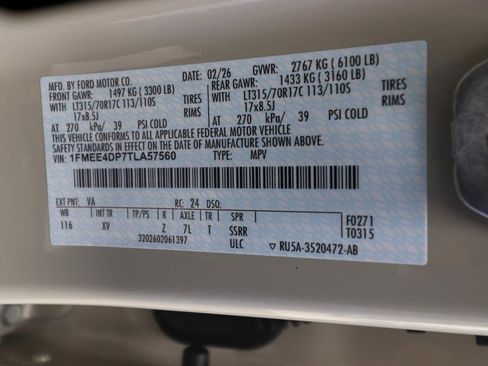 MFD. BY FORD MOTOR CO.
DATE: 02/26 GVWR: 2767 KG ( 6100 LB)
FRONT GAWR: 1497 KG ( 3300 LB) REAR GAWR: 1433 KG ( 3160 LB)
WITH LT315/70R17C 113/110S TIRES WITH LT315/70R17C 113/110S TIRES
17x8.5J RIMS 17x8.5J RIMS
AT 270 kPa/ 39 PSI COLD AT 270 kPa/ 39 PSI COLD
THIS VEHICLE CONFORMS TO ALL APPLICABLE FEDERAL MOTOR VEHICLE
SAFETY STANDARDS IN EFFECT ON THE DATE OF MANUFACTURE SHOWN ABOVE.
VIN: 1FMEE4DP7TLA57560 TYPE: MPV
EXT PNT: VA RC: 24 DSO: F0271
WB INT TR TP/PS R AXLE TR SPR T0315
116 XV Z 7L T SSRR
3202602061397 ULC ▽ RU5A-3520472-AB